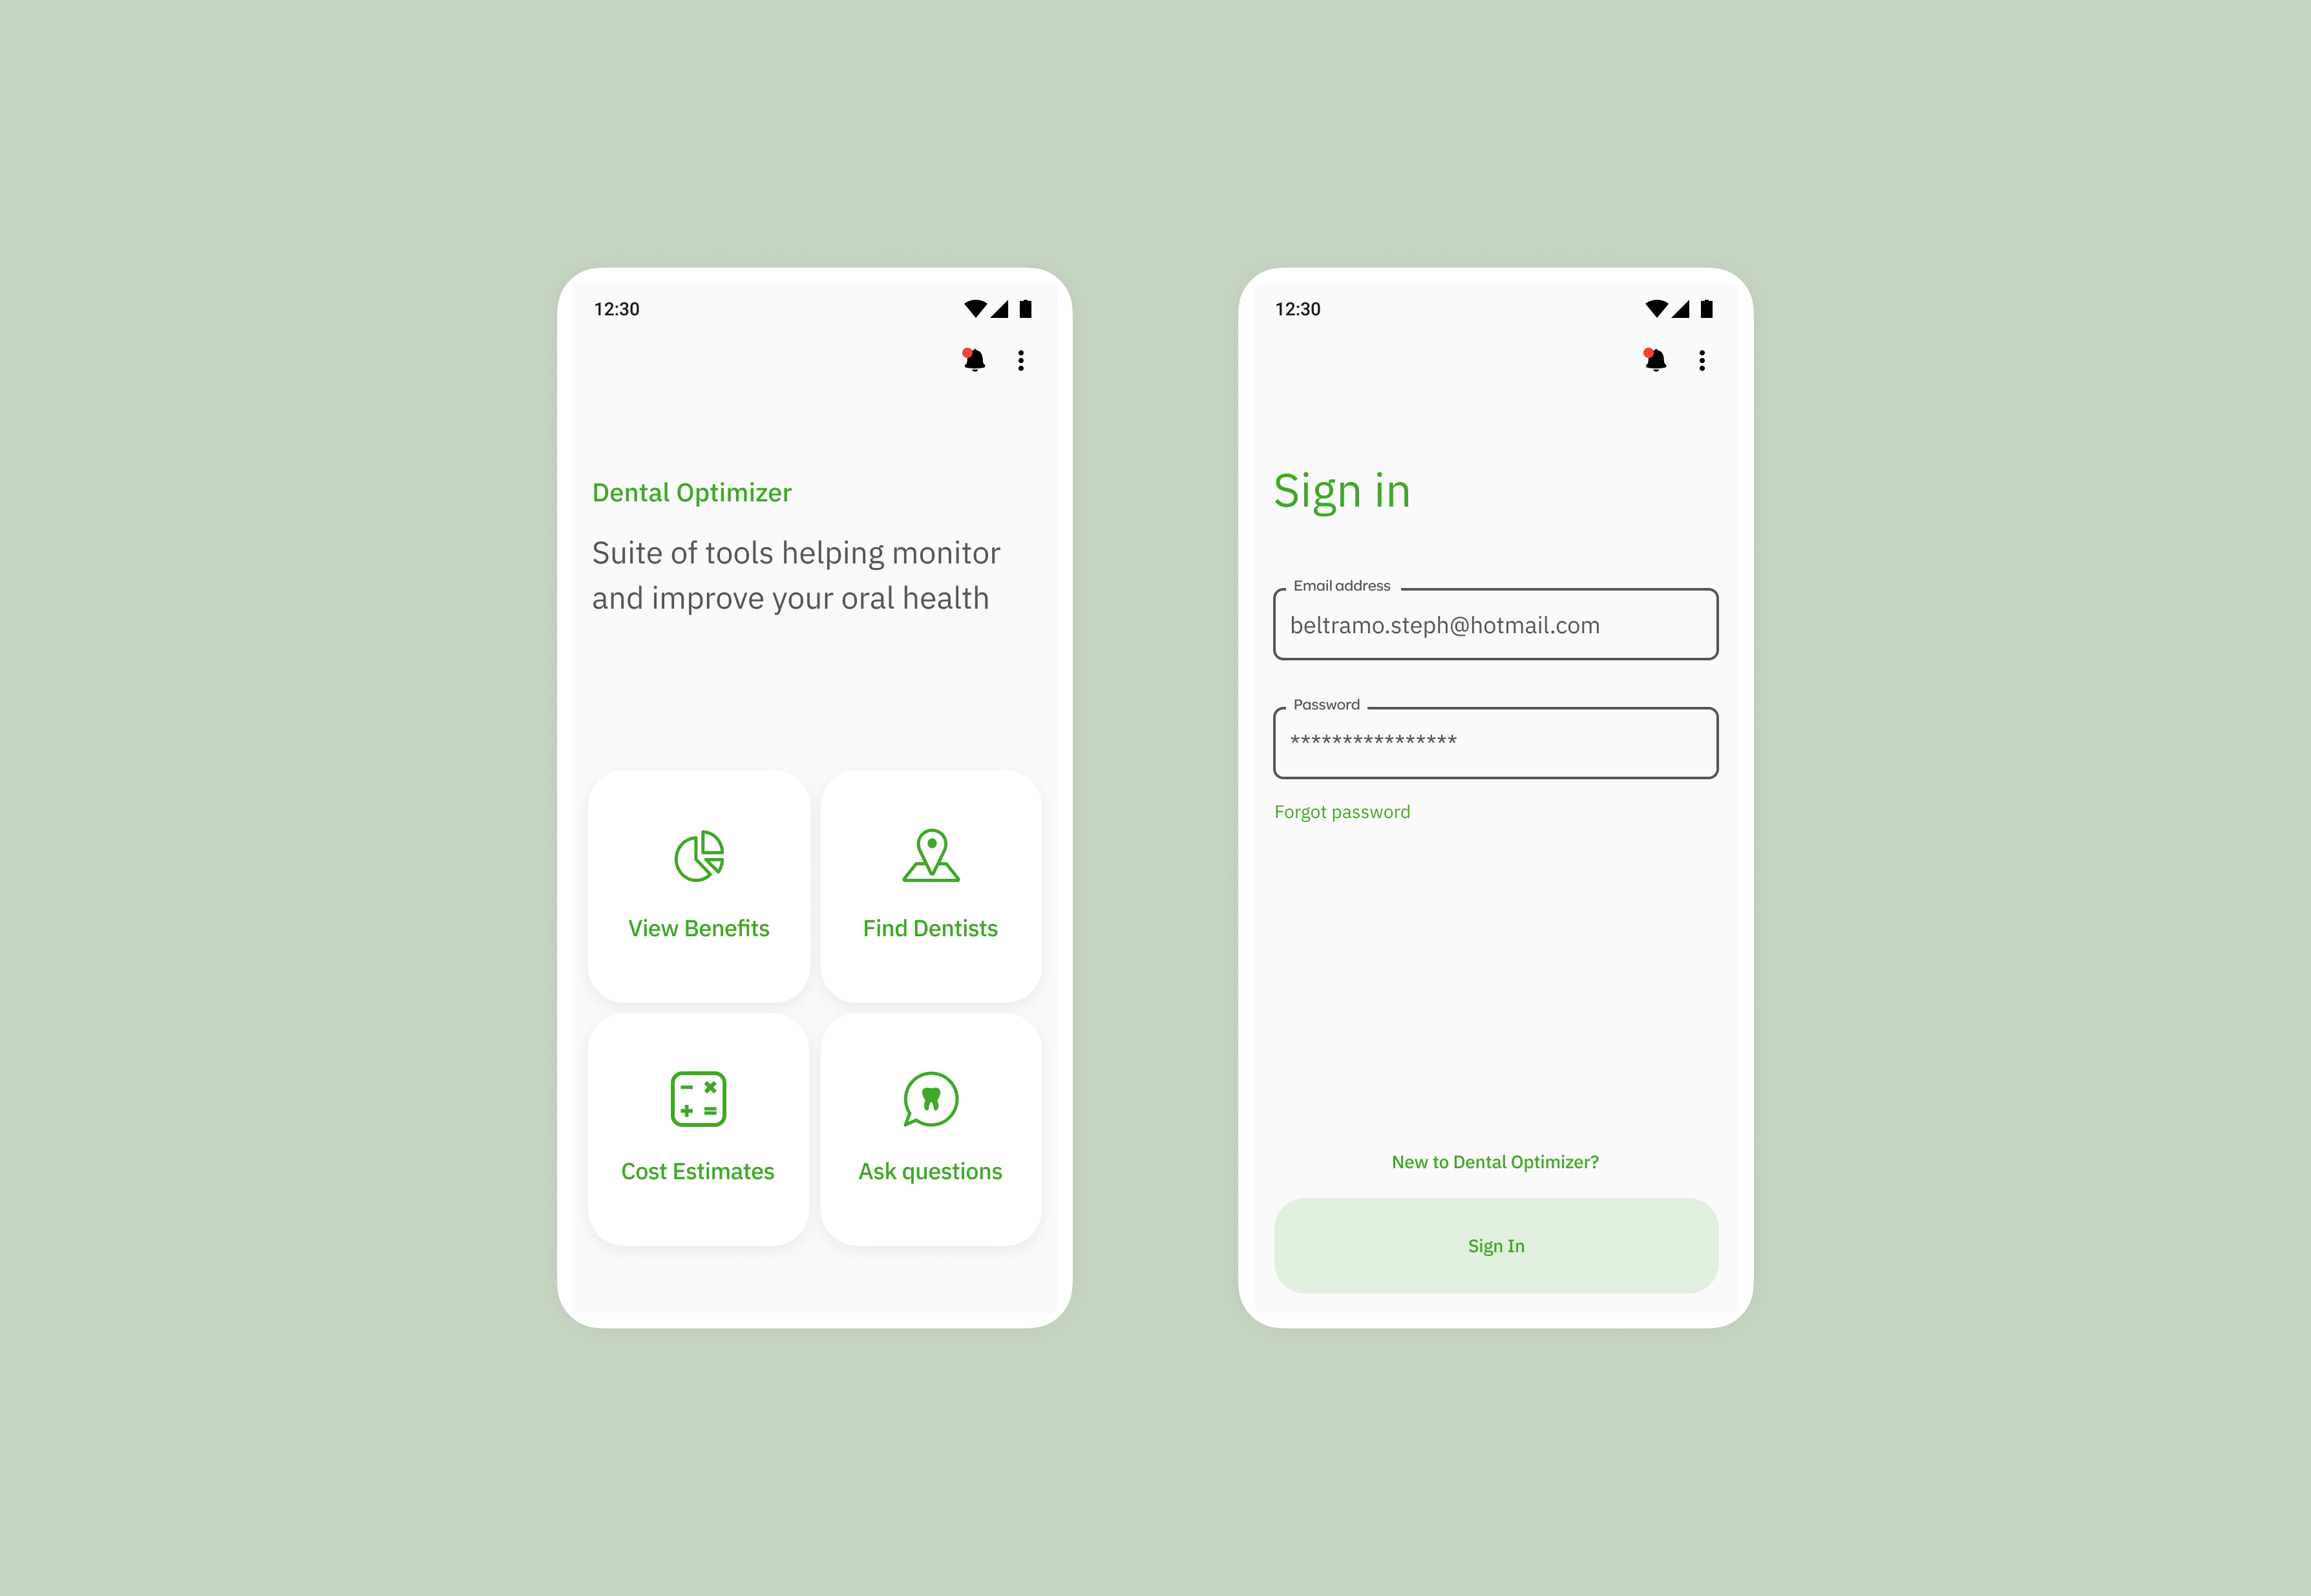 12:30
Dental Optimizer
Suite of tools helping monitor
and improve your oral health
View Benefits
Find Dentists
Cost Estimates
Ask questions
12:30
Sign in
Email address
beltramo.steph@hotmail.com
Password
****************
Forgot password
New to Dental Optimizer?
Sign In